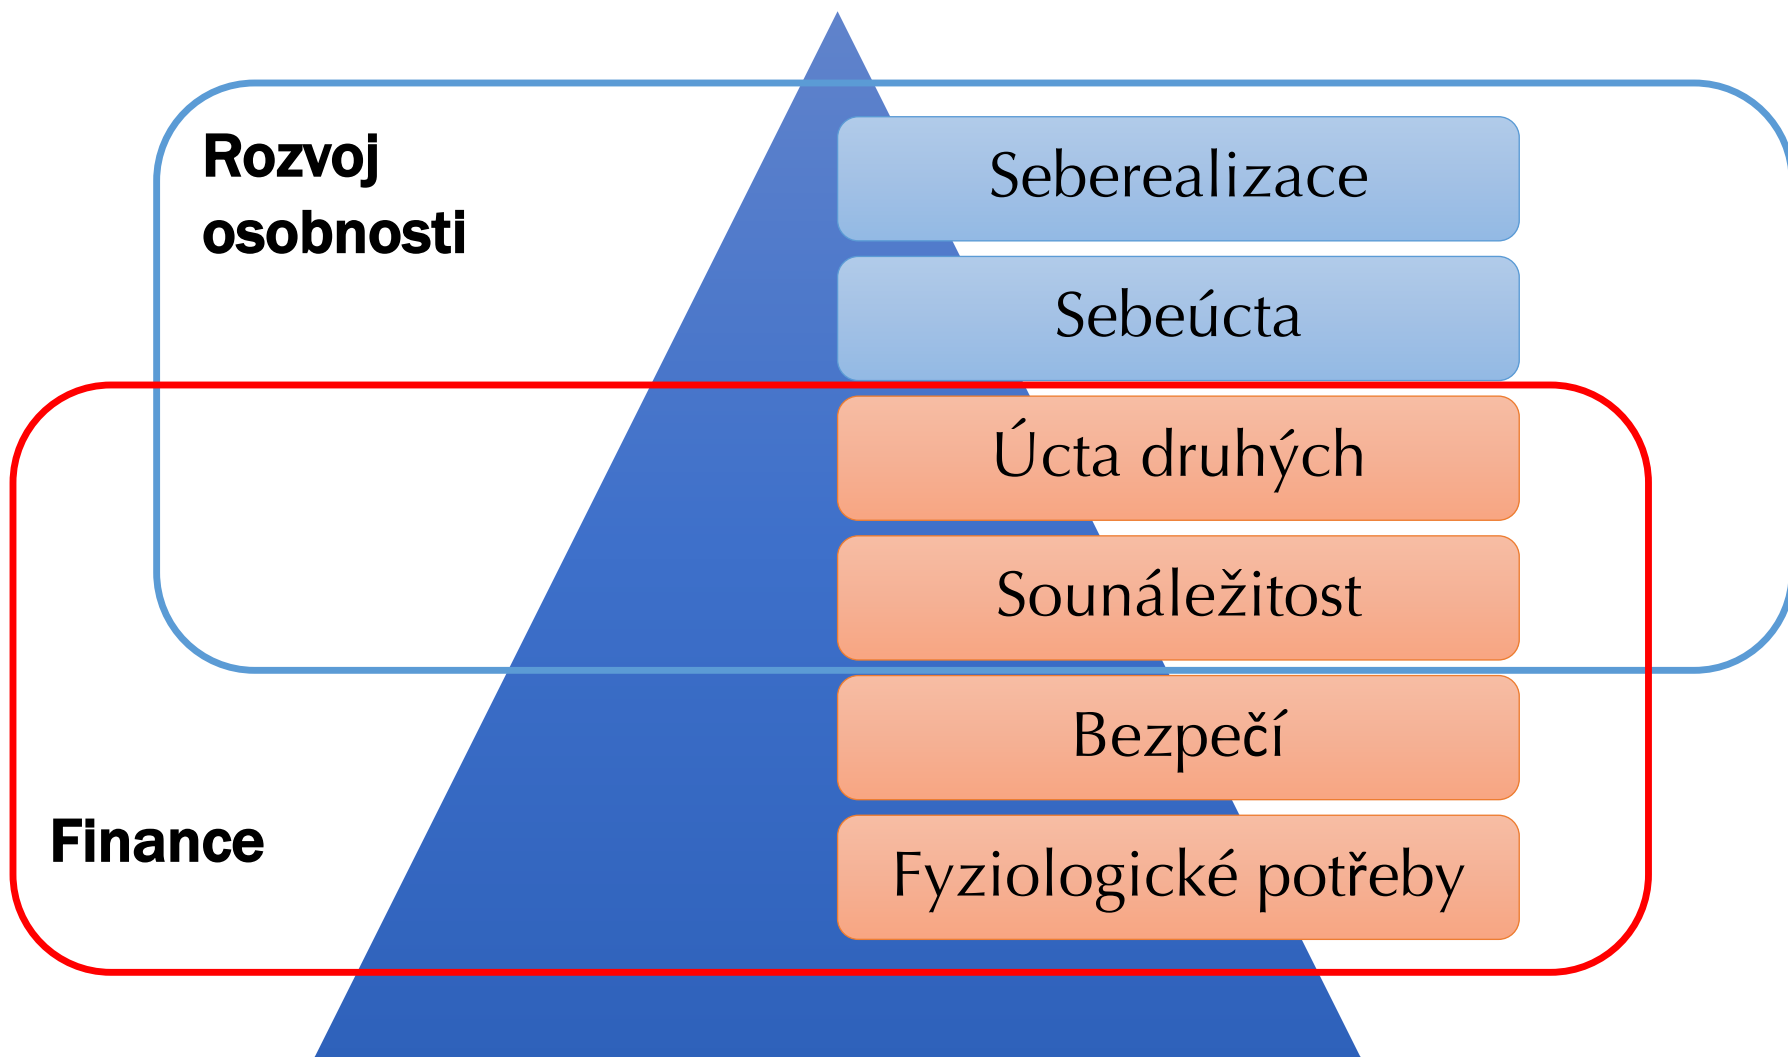 Rozvoj
osobnosti
Seberealizace
Sebeúcta
Úcta druhých
Sounáležitost
Bezpečí
Finance
Fyziologické potřeby